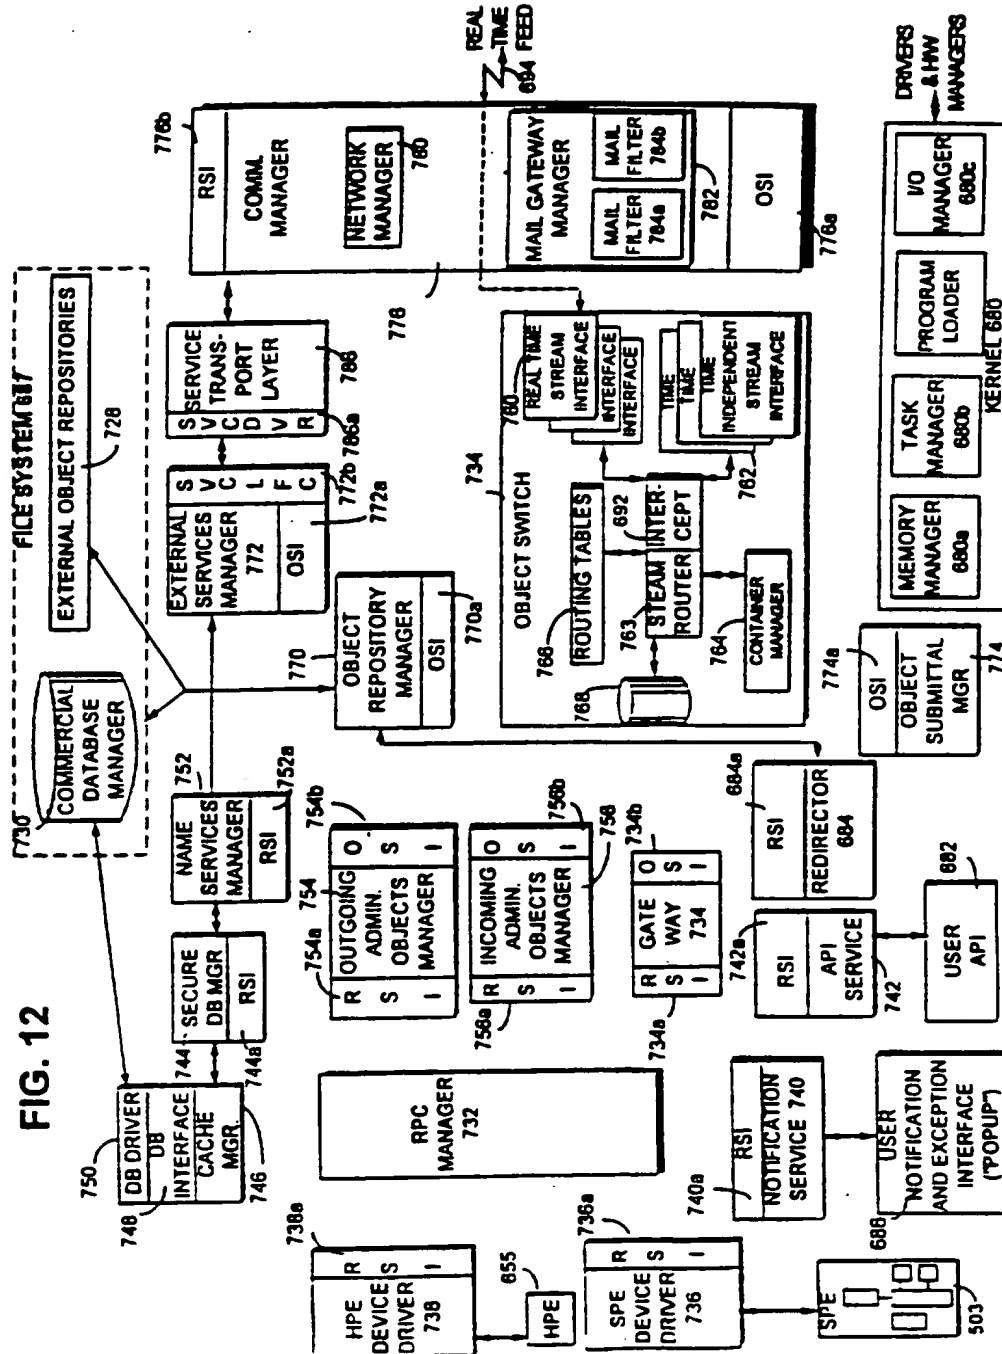 FIG. 12
FILE SYSTEM 687
730
COMMERCIAL
DATABASE
MANAGER
EXTERNAL OBJECT REPOSITORIES
728
750
DB DRIVER
DB
INTERFACE
748
CACHE
MGR.
746
744
SECURE
DB MGR
RSI
744a
752
NAME
SERVICES
MANAGER
RSI
752a
EXTERNAL
SERVICES
MANAGER
772
OSI
772a
S
V
C
L
F
C
772b
S
V
C
D
V
R
786a
SERVICE
TRANS-
PORT
LAYER
786
776b
RSI
COMM.
MANAGER
NETWORK
MANAGER
780
776
MAIL GATEWAY
MANAGER
MAIL
FILTER
784a
MAIL
FILTER
784b
782
OSI
776a
REAL
TIME
FEED
694
770
OBJECT
REPOSITORY
MANAGER
OSI
770a
754
754a
R
S
I
OUTGOING
ADMIN.
OBJECTS
MANAGER
O
S
I
754b
756a
R
S
I
INCOMING
ADMIN.
OBJECTS
MANAGER
O
S
I
756b
756
734a
R
S
I
GATE
WAY
734
O
S
I
734b
734
OBJECT SWITCH
766
ROUTING TABLES
692
763
STEAM
ROUTER
INTER-
CEPT
768
764
CONTAINER
MANAGER
760
REAL TIME
STREAM
INTERFACE
INTERFACE
INTERFACE
TIME
TIME
TIME
INDEPENDENT
STREAM
INTERFACE
762
RPC
MANAGER
732
738a
HPE
DEVICE
DRIVER
738
R
S
I
655
HPE
736a
SPE
DEVICE
DRIVER
736
R
S
I
SPE
503
740a
RSI
NOTIFICATION
SERVICE 740
USER
NOTIFICATION
AND EXCEPTION
INTERFACE
("POPUP")
686
742a
RSI
API
SERVICE
742
USER
API
682
684a
RSI
REDIRECTOR
684
774a
OSI
OBJECT
SUBMITTAL
MGR
774
MEMORY
MANAGER
680a
TASK
MANAGER
680b
PROGRAM
LOADER
I/O
MANAGER
680c
KERNEL 680
DRIVERS
& HW
MANAGERS